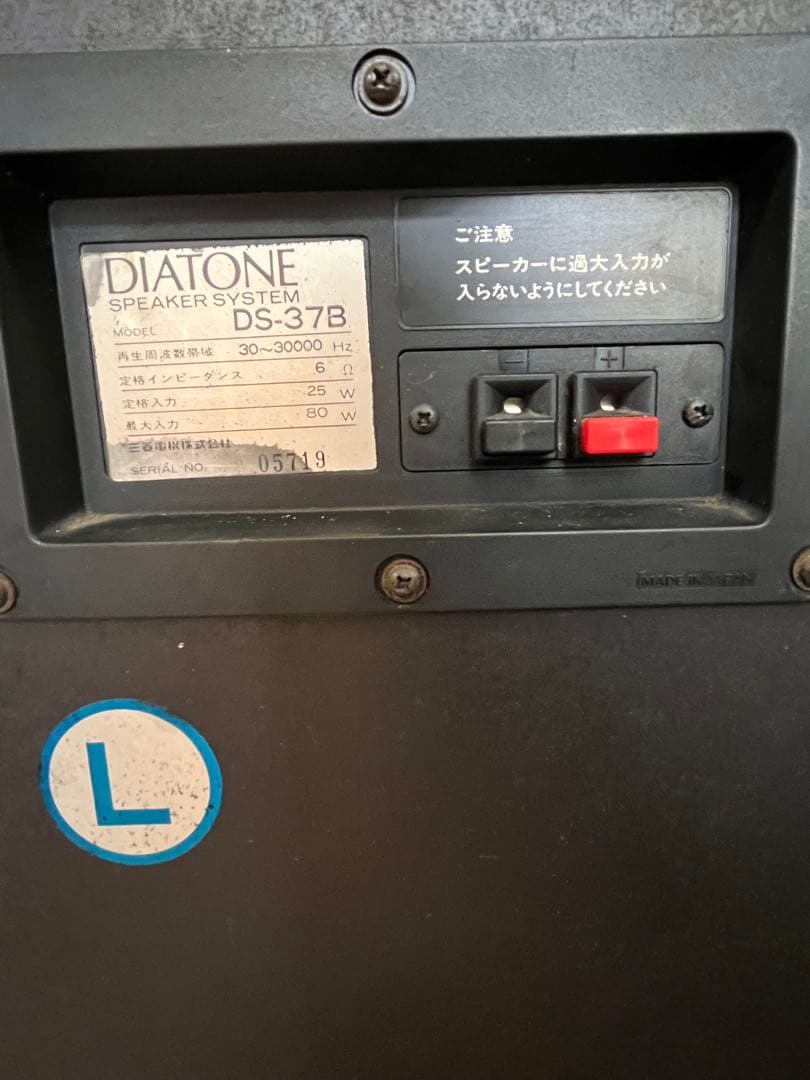 DIATONE
SPEAKER SYSTEM
MODEL DS-37B
再生周波数帯域 30～30000 Hz
定格インピーダンス 6 Ω
定格入力 25 W
最大入力 80 W
三菱電機株式会社
SERIAL NO. 05719
ご注意
スピーカーに過大入力が
入らないようにしてください
− +
MADE IN JAPAN
L